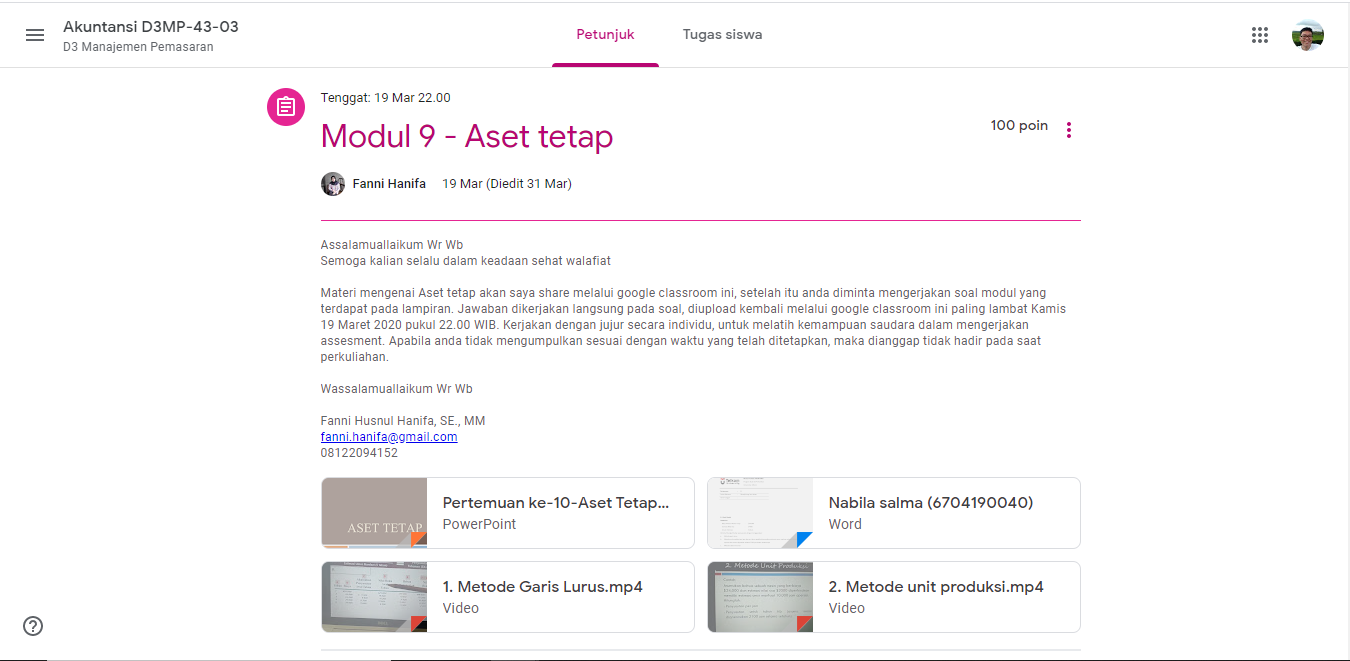 Akuntansi D3MP-43-03
D3 Manajemen Pemasaran
Petunjuk
Tugas siswa
Tenggat: 19 Mar 22.00
Modul 9 - Aset tetap
100 poin
Fanni Hanifa 19 Mar (Diedit 31 Mar)
Assalamuallaikum Wr Wb
Semoga kalian selalu dalam keadaan sehat walafiat
Materi mengenai Aset tetap akan saya share melalui google classroom ini, setelah itu anda diminta mengerjakan soal modul yang
terdapat pada lampiran. Jawaban dikerjakan langsung pada soal, diupload kembali melalui google classroom ini paling lambat Kamis
19 Maret 2020 pukul 22.00 WIB. Kerjakan dengan jujur secara individu, untuk melatih kemampuan saudara dalam mengerjakan
assesment. Apabila anda tidak mengumpulkan sesuai dengan waktu yang telah ditetapkan, maka dianggap tidak hadir pada saat
perkuliahan.
Wassalamuallaikum Wr Wb
Fanni Husnul Hanifa, SE., MM
fanni.hanifa@gmail.com
08122094152
ASET TETAP
Pertemuan ke-10-Aset Tetap...
PowerPoint
Nabila salma (6704190040)
Word
1. Metode Garis Lurus.mp4
Video
2. Metode Unit Produksi
2. Metode unit produksi.mp4
Video